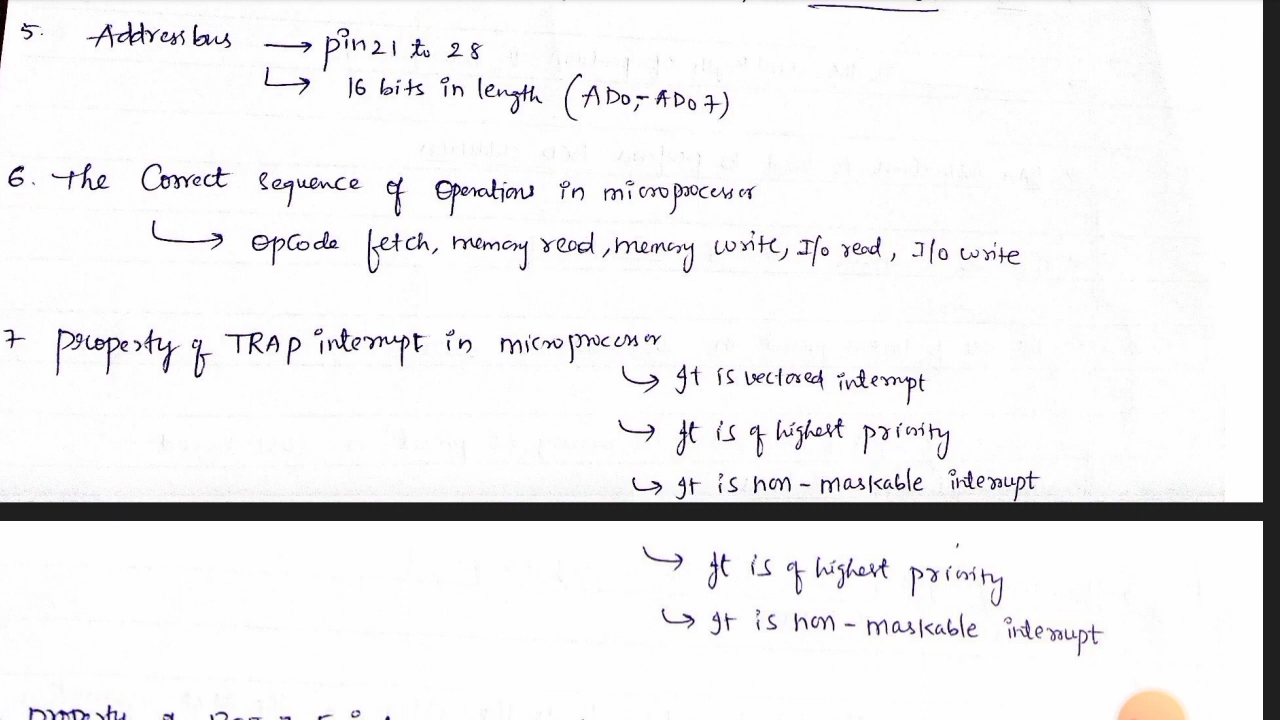 5. Address bus → pin 21 to 28
↳ 16 bits in length (AD0,- AD07)
6. The Correct sequence of operations in microprocessor
↳ opcode fetch, memory read, memory write, I/o read, I/o write
7 property of TRAP interrupt in microprocessor
↳ It is vectored interrupt
↳ It is of highest priority
↳ It is non - maskable interrupt
↳ It is of highest priority
↳ It is non - maskable interrupt
property of